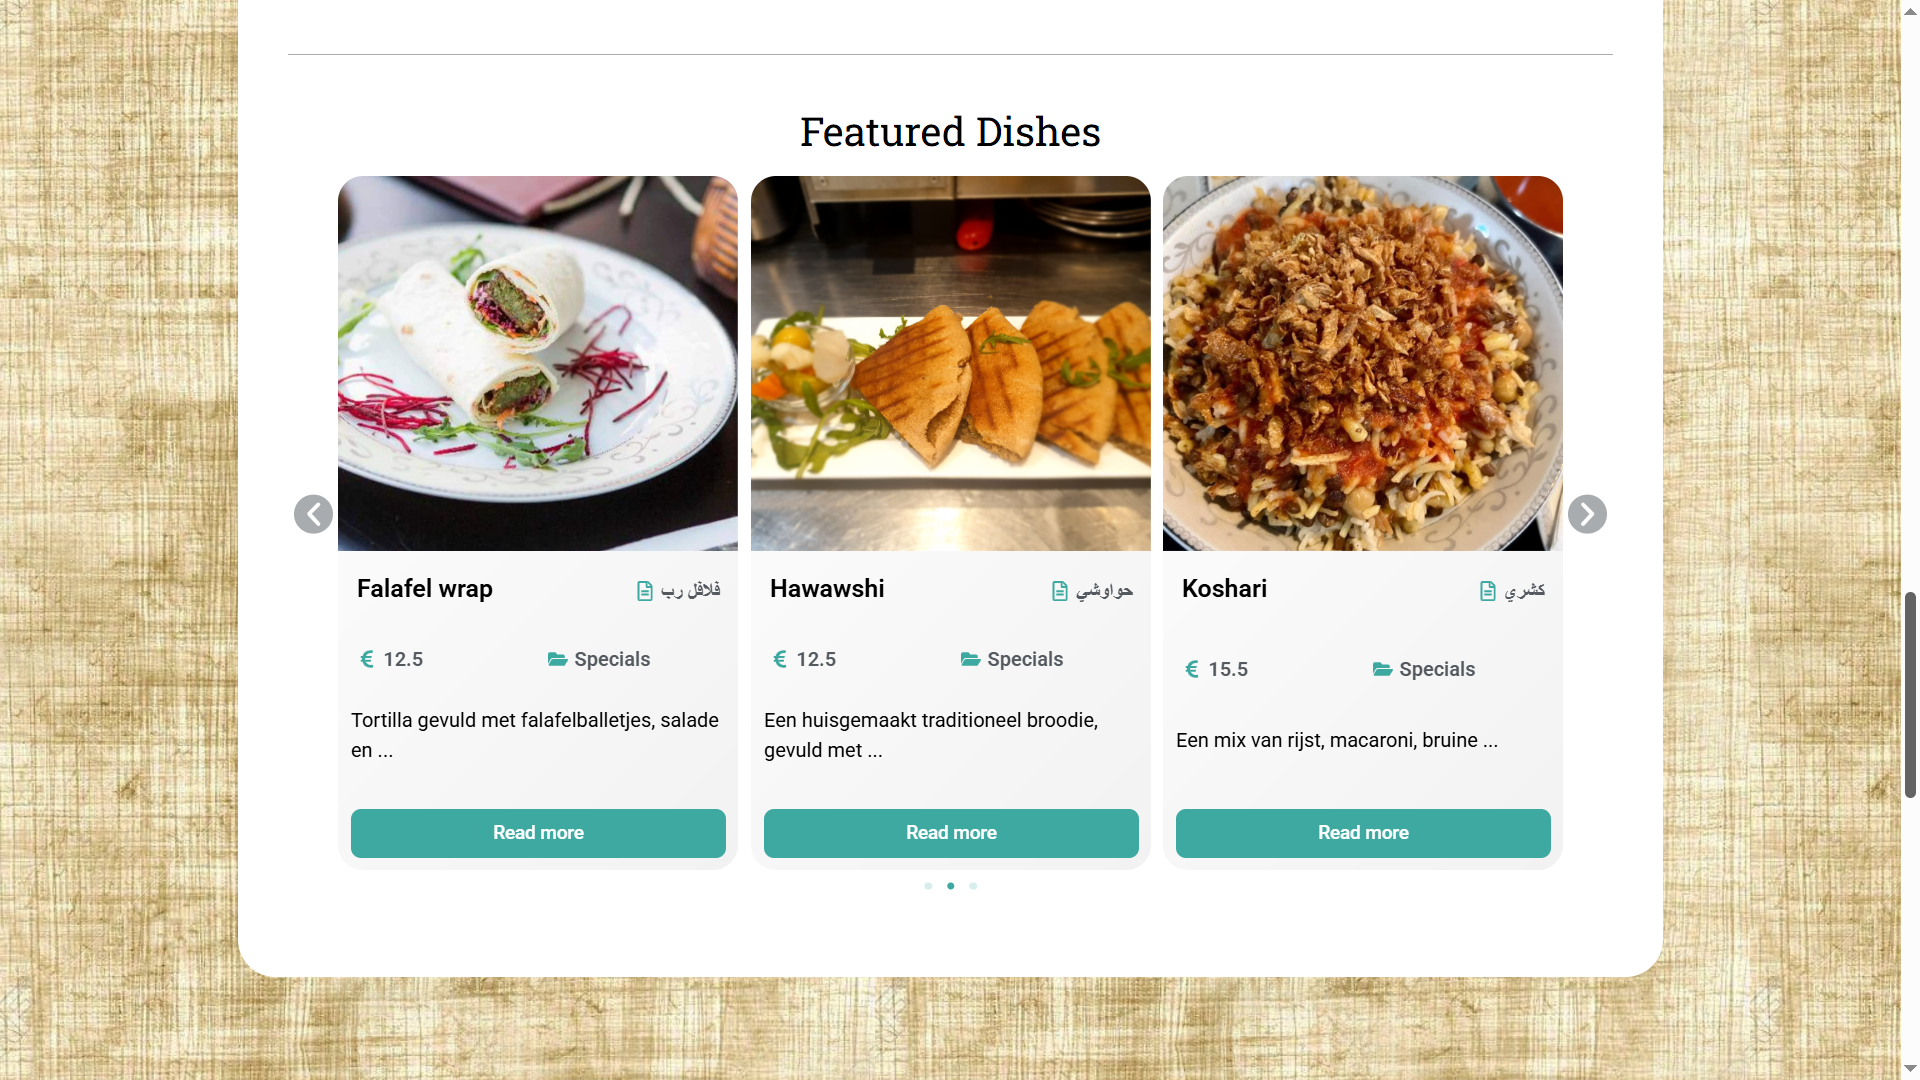 Featured Dishes
Falafel wrap
فلافل رب
€ 12.5
Specials
Tortilla gevuld met falafelballetjes, salade
en ...
Read more
Hawawshi
حواوشي
€ 12.5
Specials
Een huisgemaakt traditioneel broodie,
gevuld met ...
Read more
Koshari
كشري
€ 15.5
Specials
Een mix van rijst, macaroni, bruine ...
Read more